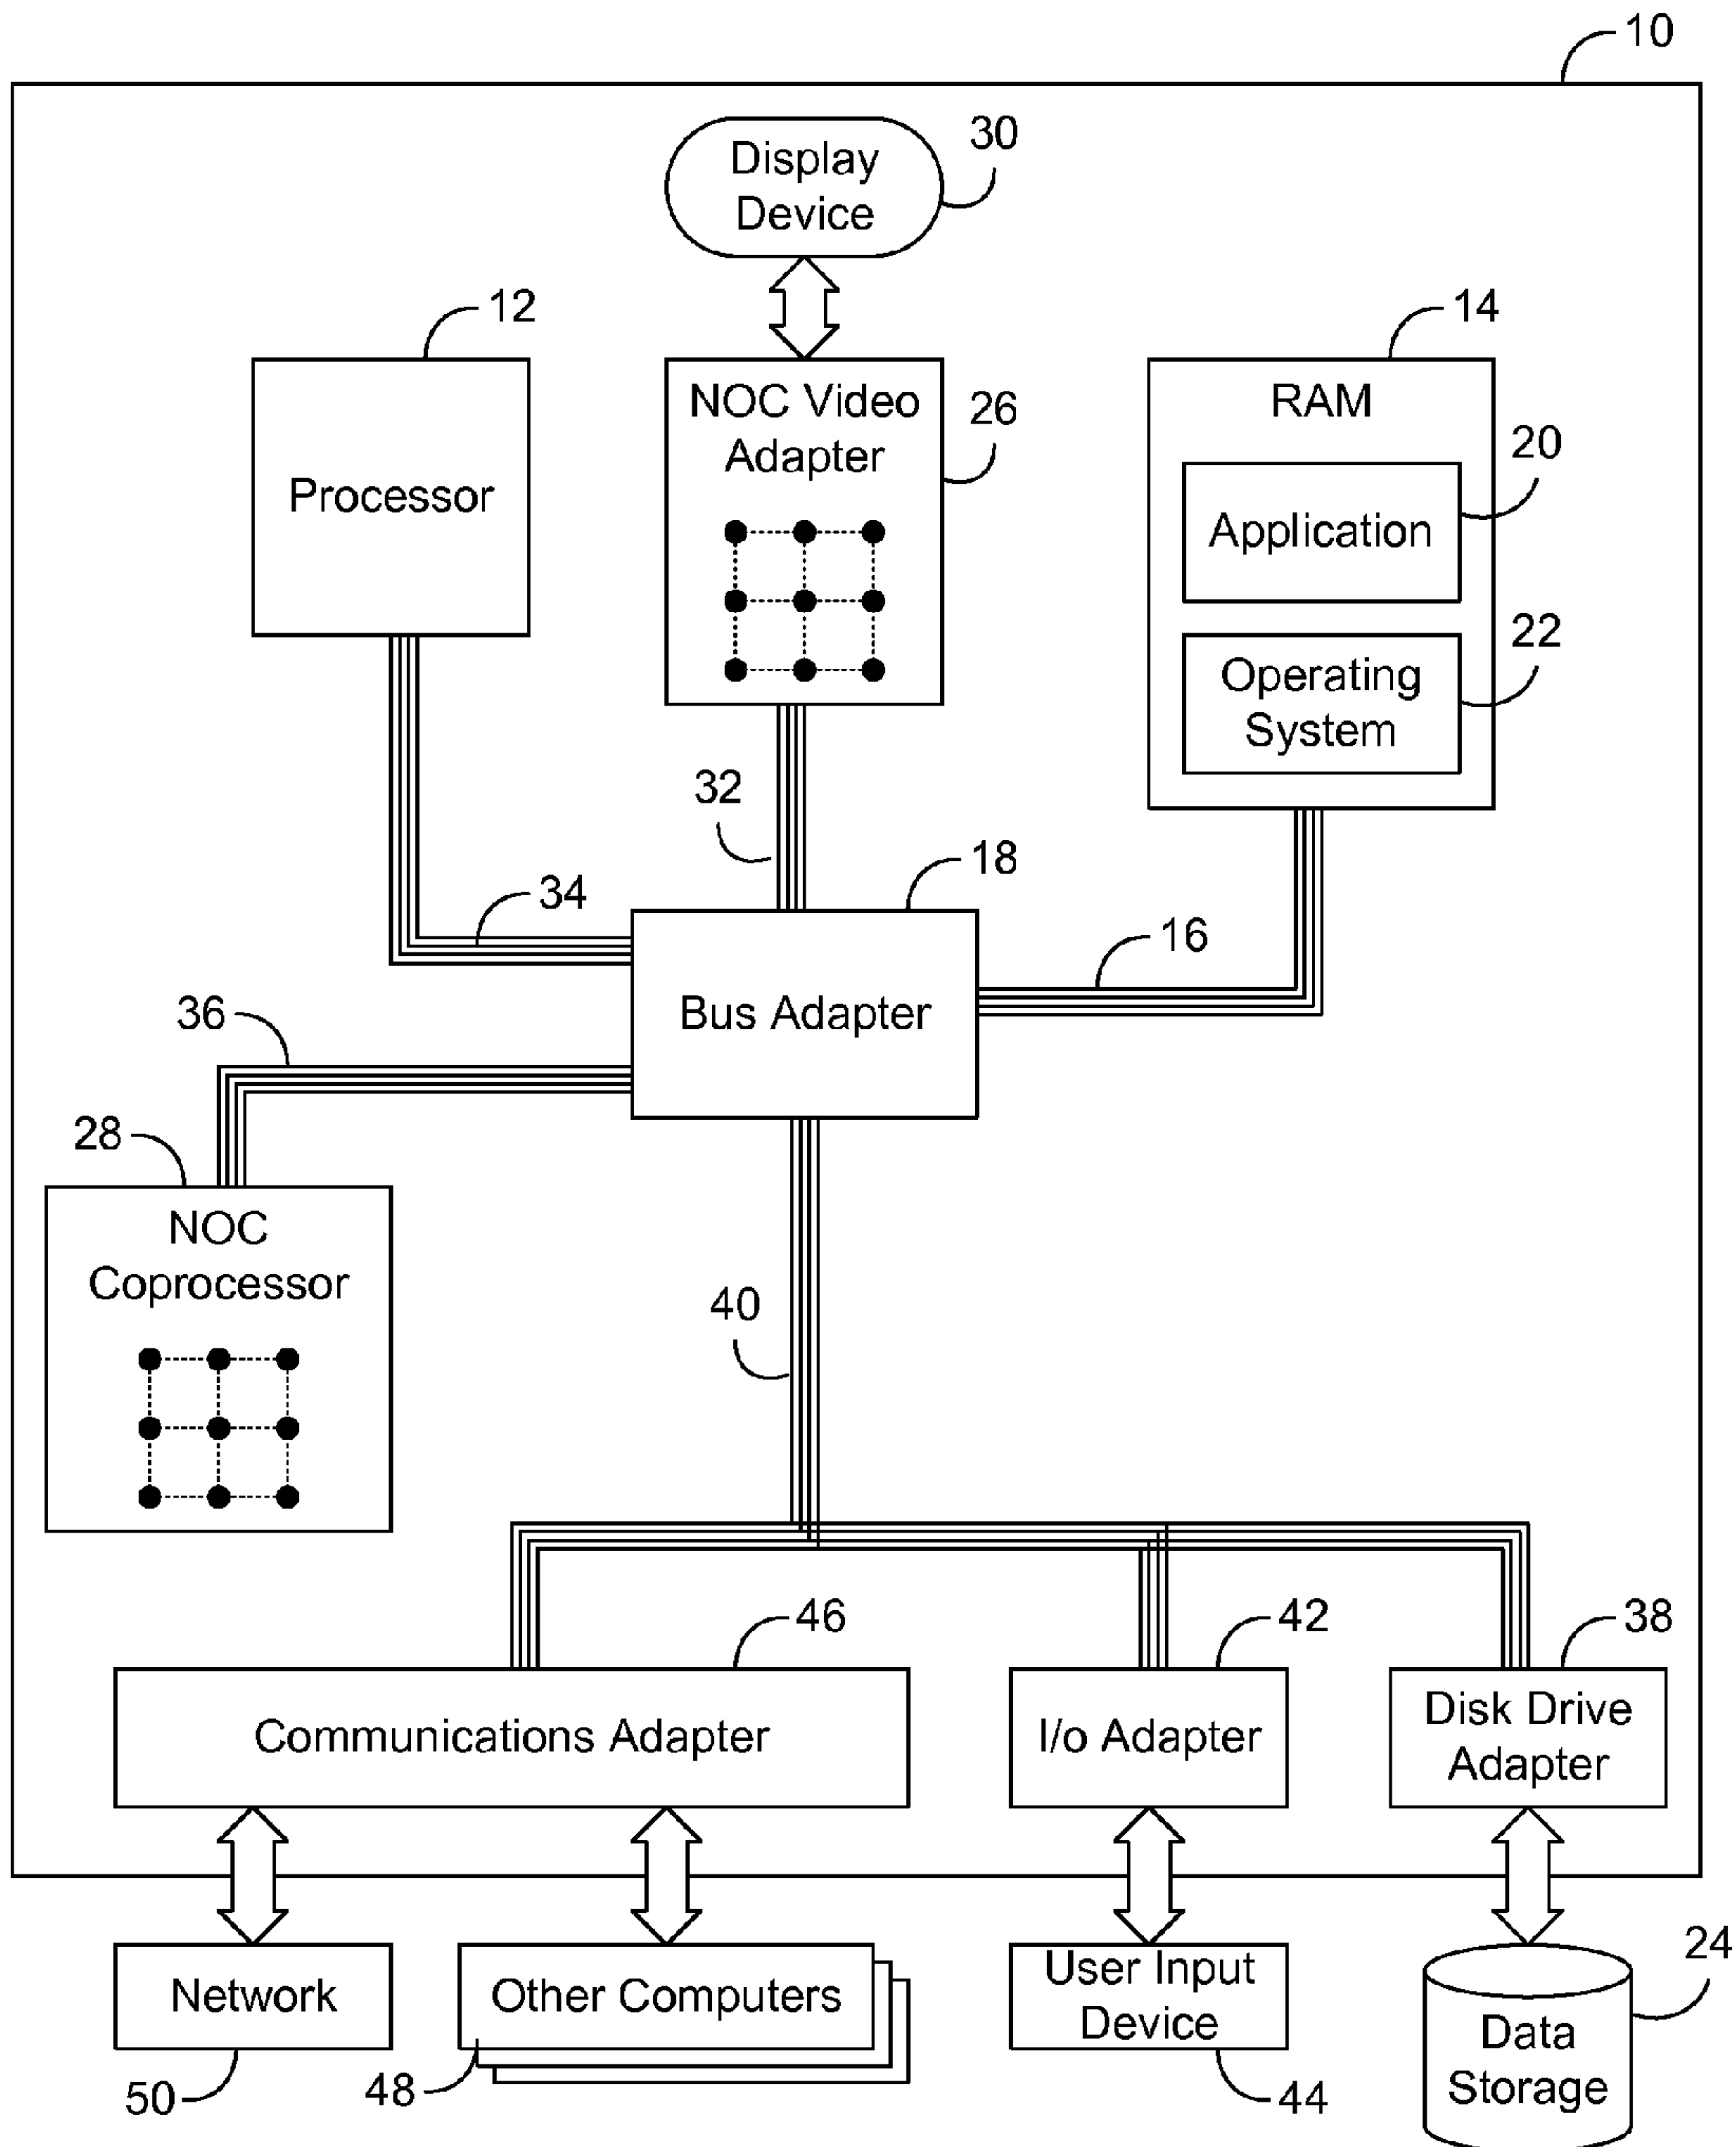 10
Display
Device
30
12
14
NOC Video
Adapter
26
RAM
20
Processor
Application
22
Operating
System
32
18
34
16
Bus Adapter
36
28
NOC
Coprocessor
40
46
42
38
Communications Adapter
I/o Adapter
Disk Drive
Adapter
Network
Other Computers
User Input
Device
24
Data
Storage
50
48
44